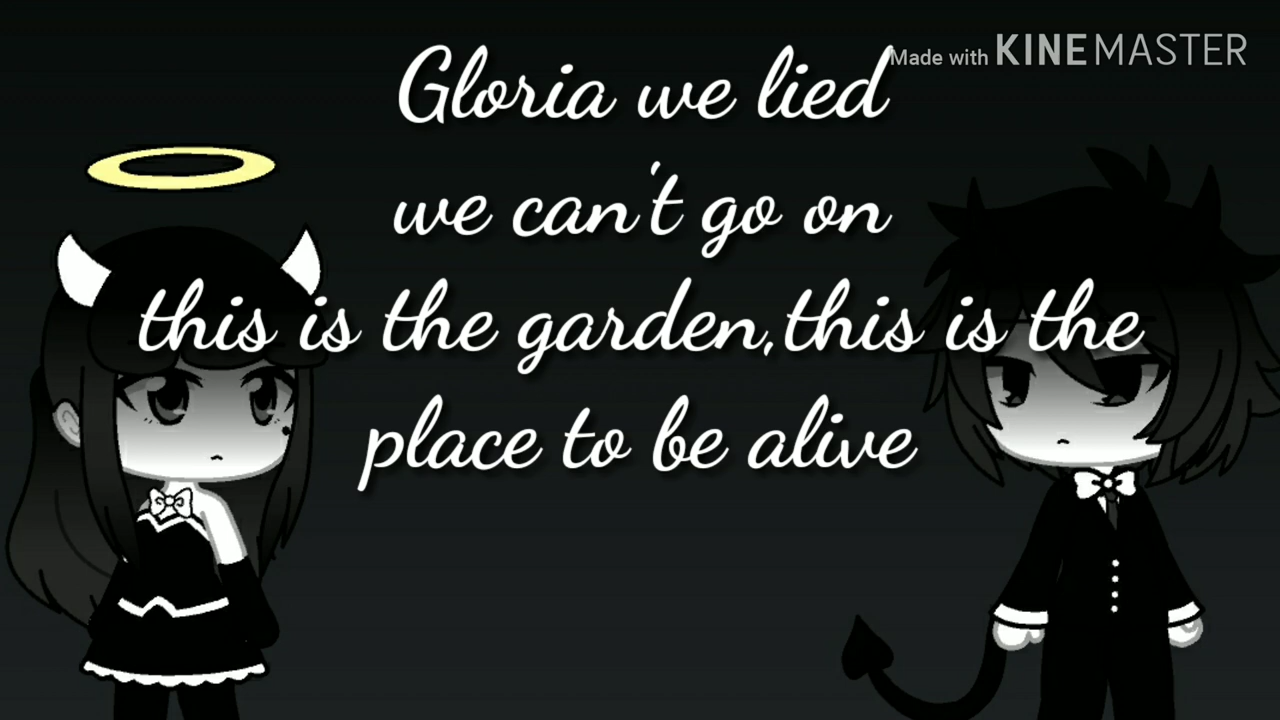 Made with KINEMASTER
Gloria we lied
we can't go on
this is the garden,this is the
place to be alive